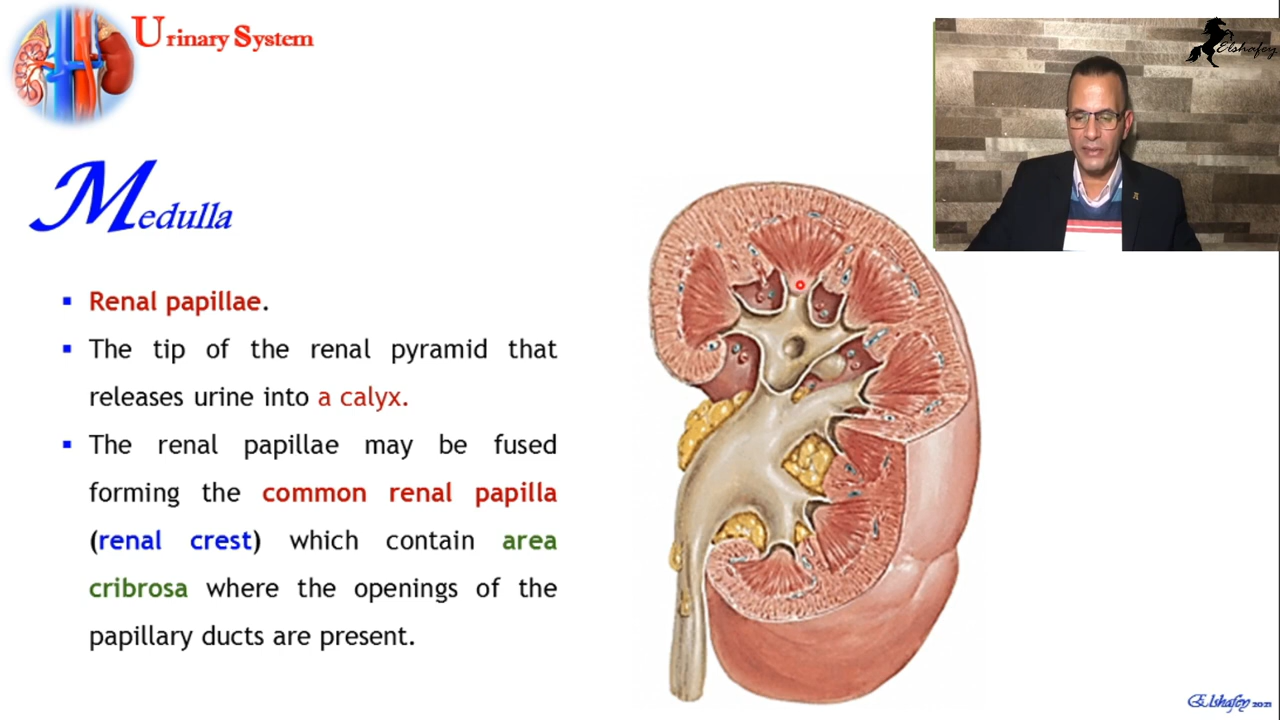 Urinary System
Elshafey
Medulla
Renal papillae.
The tip of the renal pyramid that
releases urine into a calyx.
The renal papillae may be fused
forming the common renal papilla
(renal crest) which contain area
cribrosa where the openings of the
papillary ducts are present.
Elshafey 2021